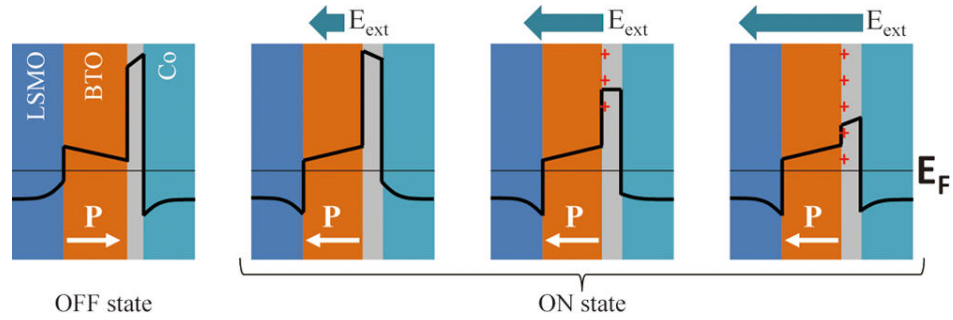 E_ext
E_ext
E_ext
LSMO
BTO
Co
P
P
P
P
+
+
+
+
+
+
+
+
E_F
OFF state
ON state